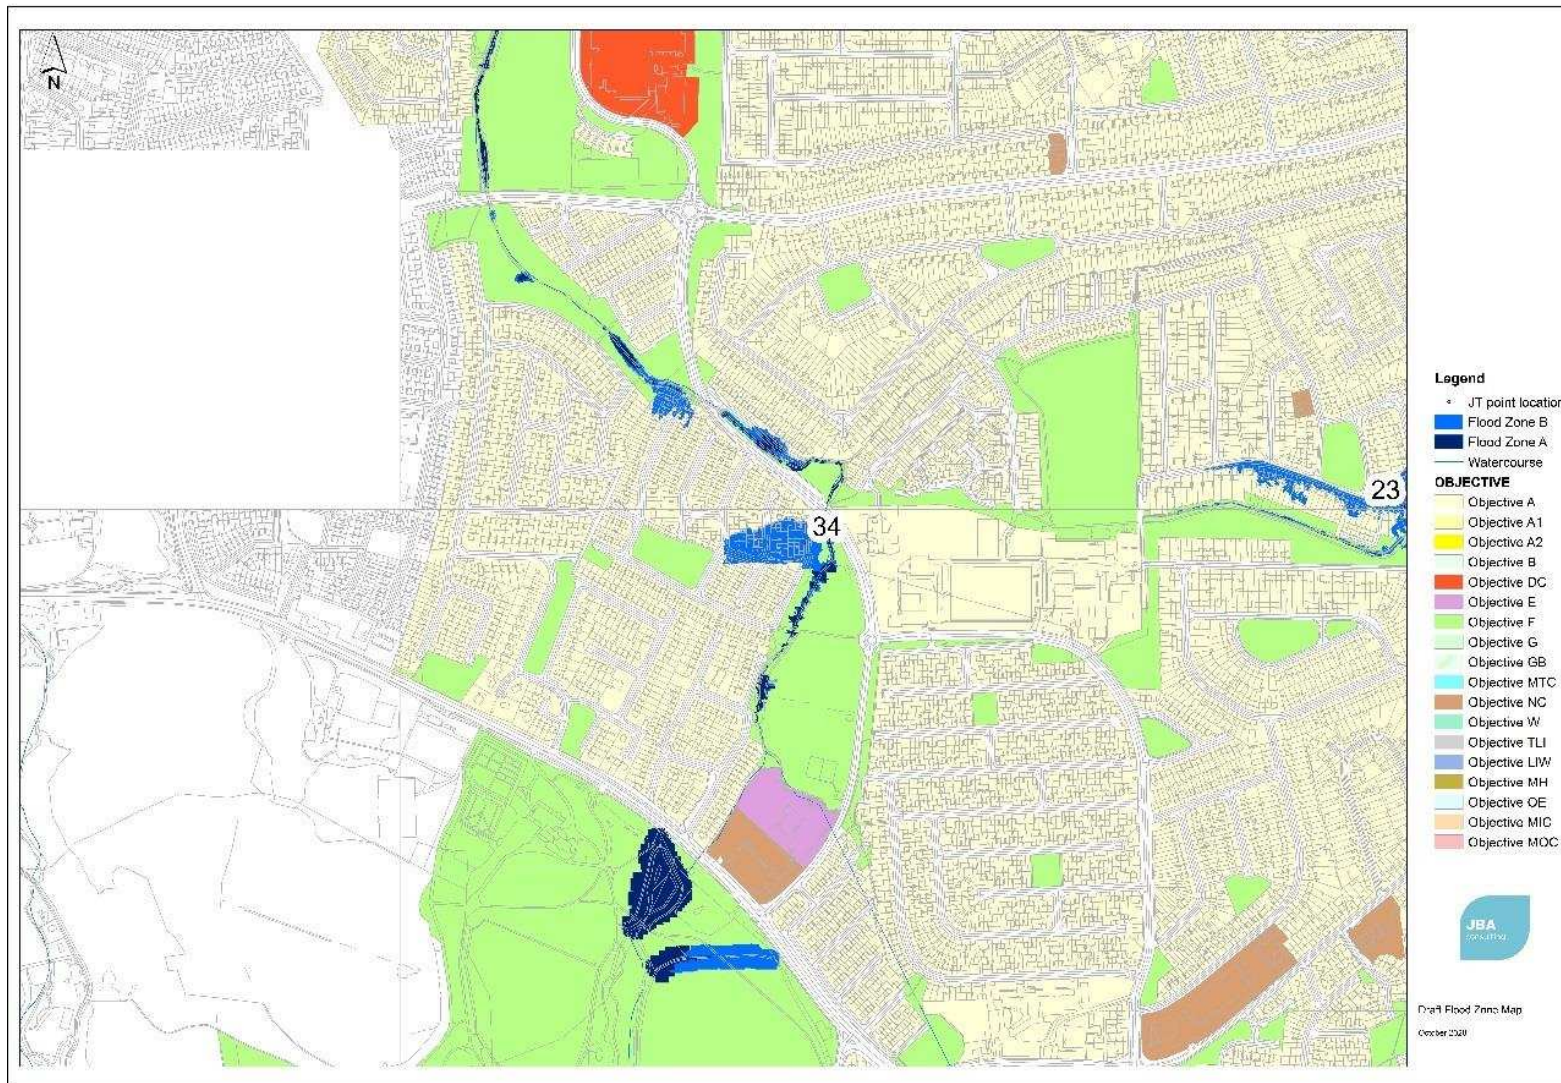 N
34
23
Legend
JT point location
Flood Zone B
Flood Zone A
Watercourse
OBJECTIVE
Objective A
Objective A1
Objective A2
Objective B
Objective DC
Objective E
Objective F
Objective G
Objective GB
Objective MTC
Objective NC
Objective W
Objective TLI
Objective LIW
Objective MH
Objective OE
Objective MIC
Objective MOC
JBA
consulting
Draft Flood Zone Map
October 2020